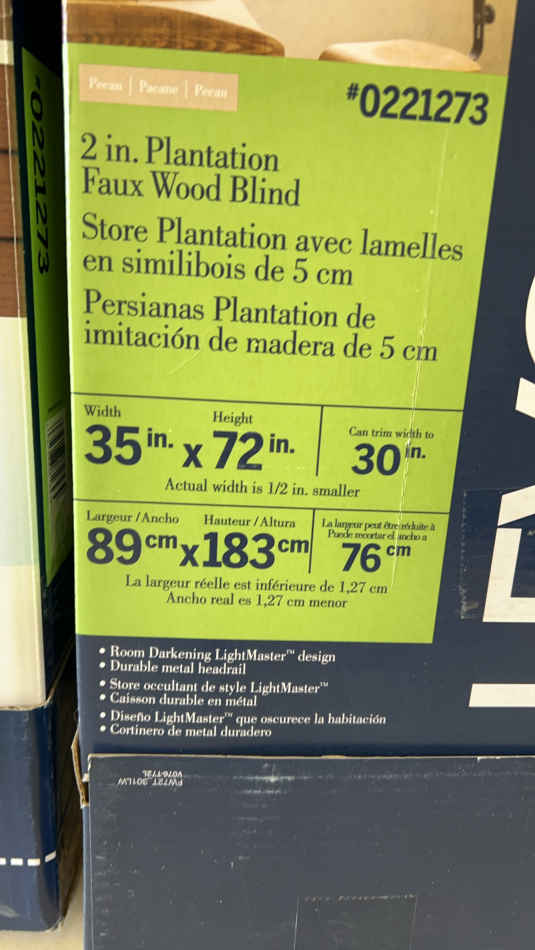 Pecan | Pacane | Pecan
#0221273
2 in. Plantation
Faux Wood Blind
Store Plantation avec lamelles
en similibois de 5 cm
Persianas Plantation de
imitación de madera de 5 cm
Width
Height
35 in. x 72 in.
Can trim width to
30 in.
Actual width is 1/2 in. smaller
Largeur / Ancho
Hauteur / Altura
89 cm x 183 cm
La largeur peut être réduite à
Puede recortar el ancho a
76 cm
La largeur réelle est inférieure de 1,27 cm
Ancho real es 1,27 cm menor
• Room Darkening LightMaster™ design
• Durable metal headrail
• Store occultant de style LightMaster™
• Caisson durable en métal
• Diseño LightMaster™ que oscurece la habitación
• Cortinero de metal duradero
#0221273